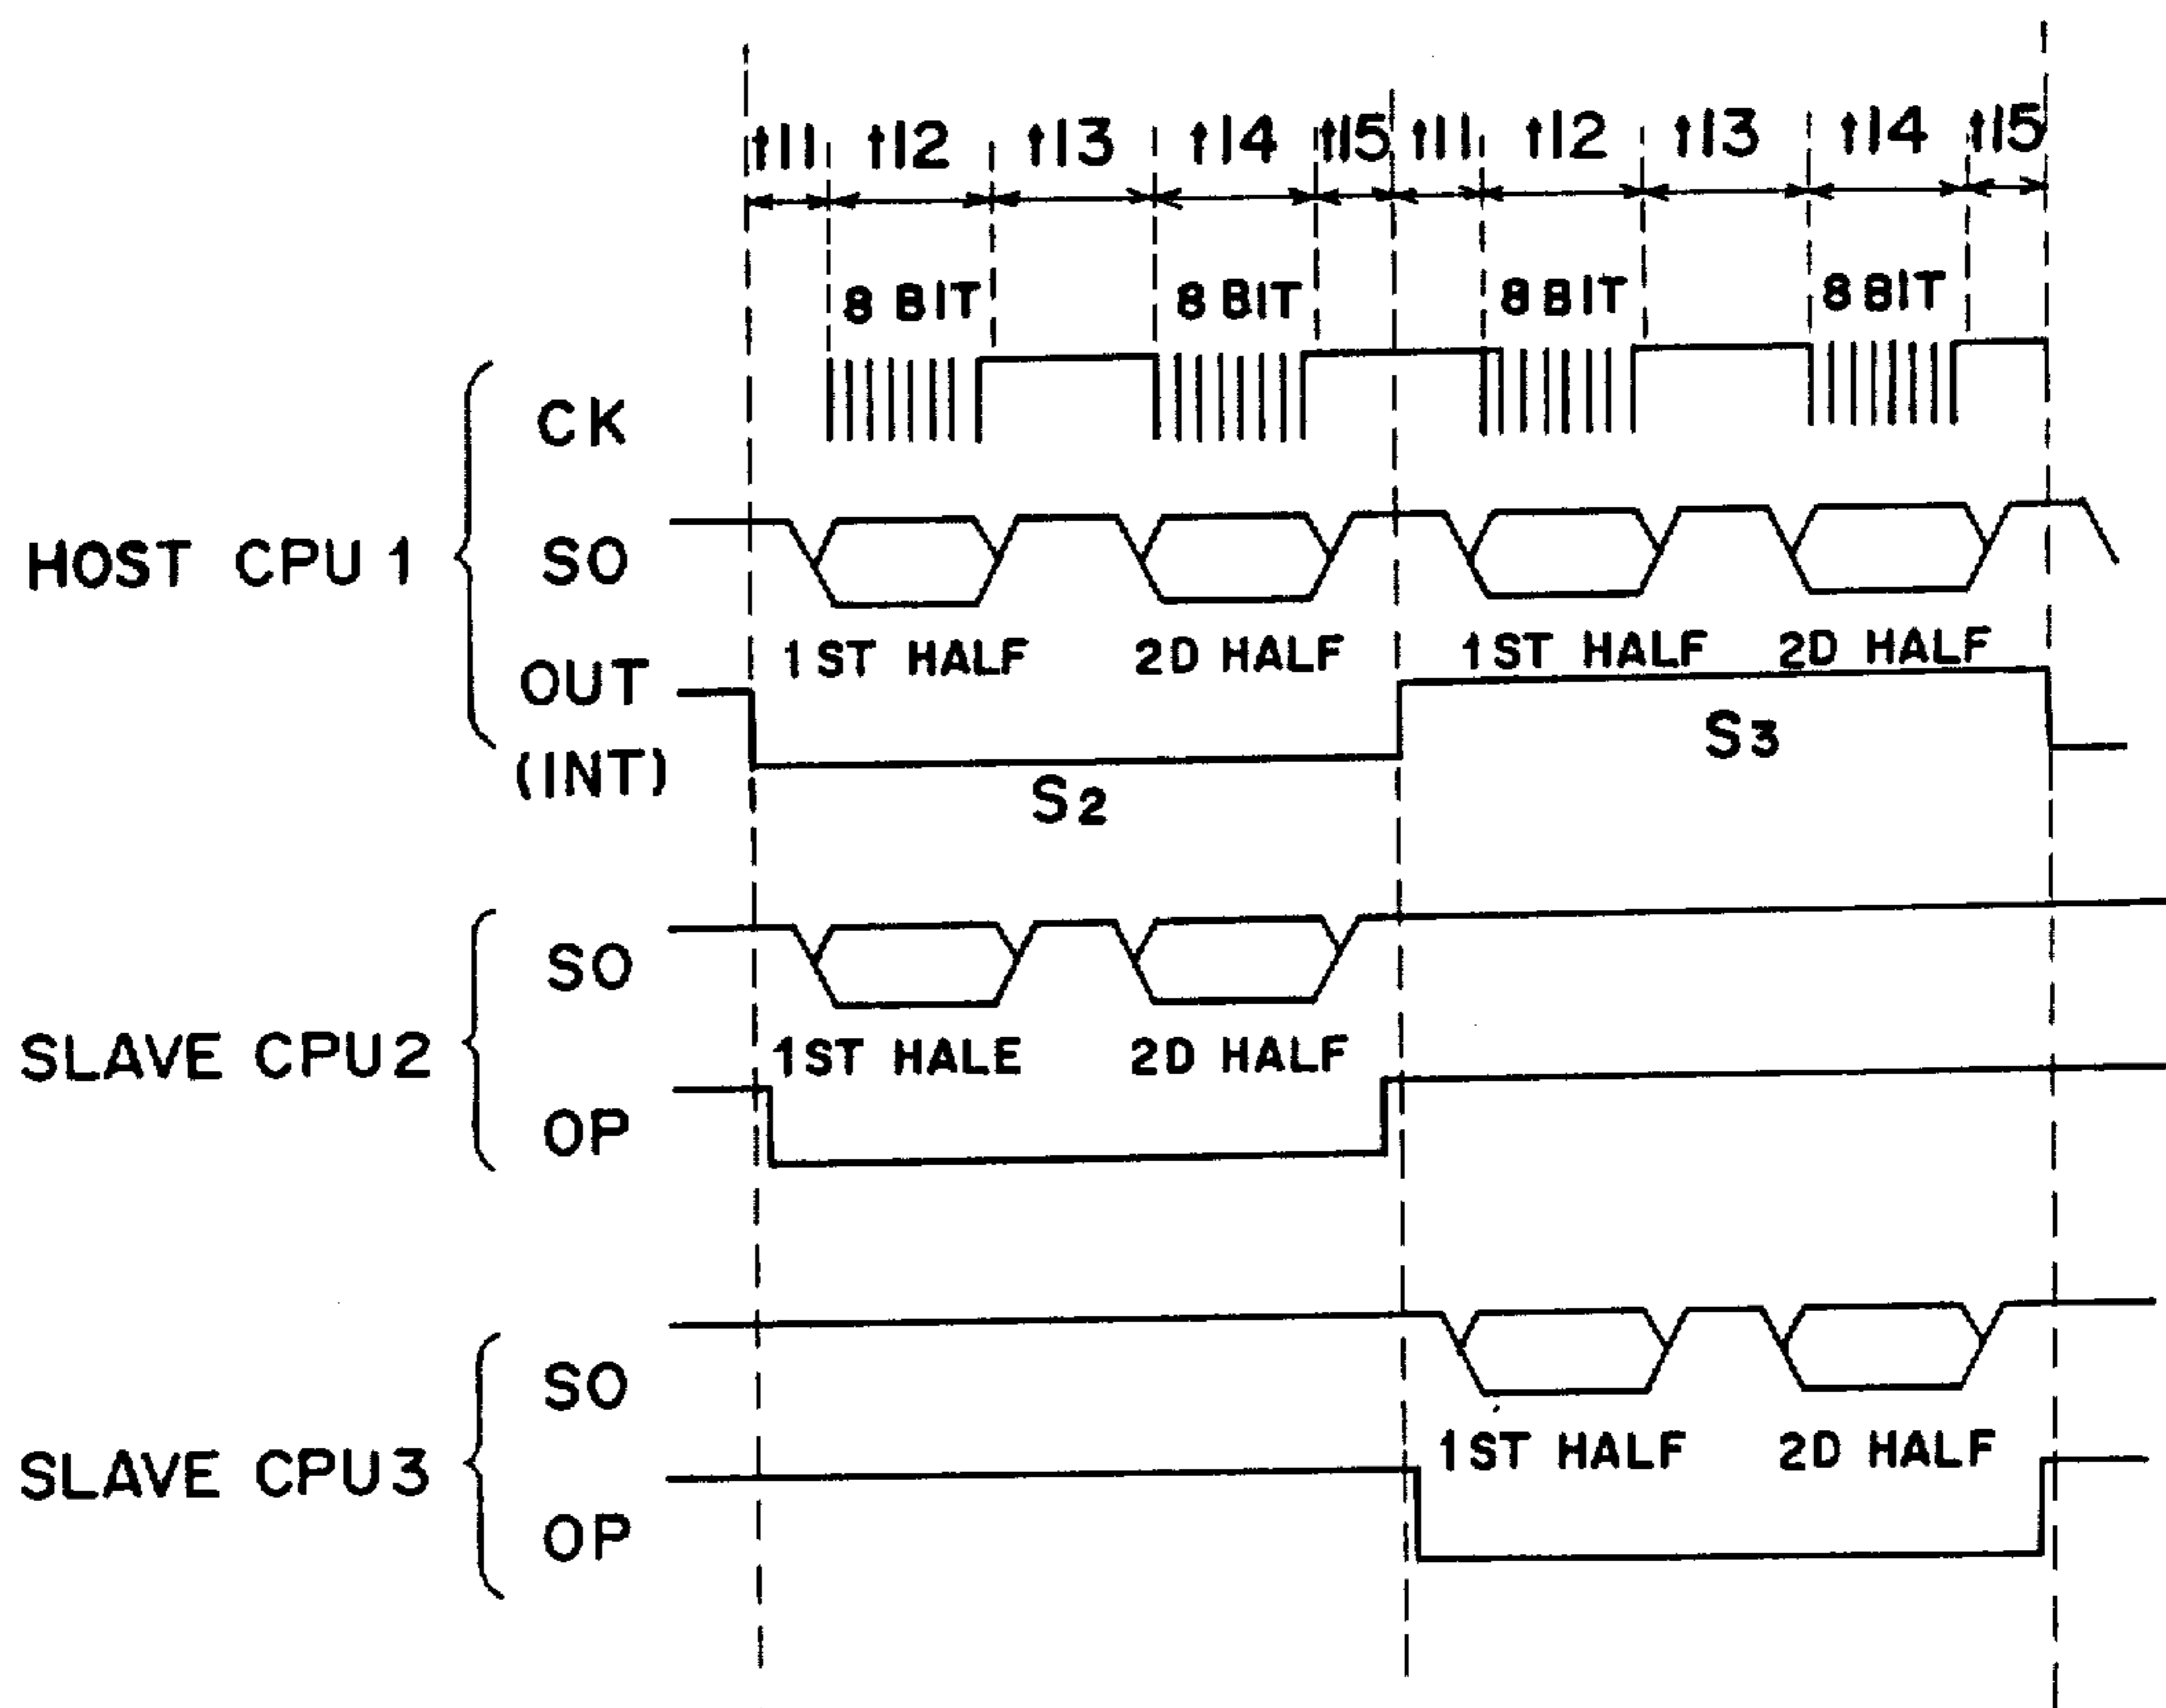 t11 t12 t13 t14 t15 t11 t12 t13 t14 t15
8 BIT 8 BIT 8 BIT 8 BIT
CK
HOST CPU 1
SO
1ST HALF 2D HALF 1ST HALF 2D HALF
OUT
(INT)
S2
S3
SO
SLAVE CPU2
1ST HALE 2D HALF
OP
SO
SLAVE CPU3
1ST HALF 2D HALF
OP